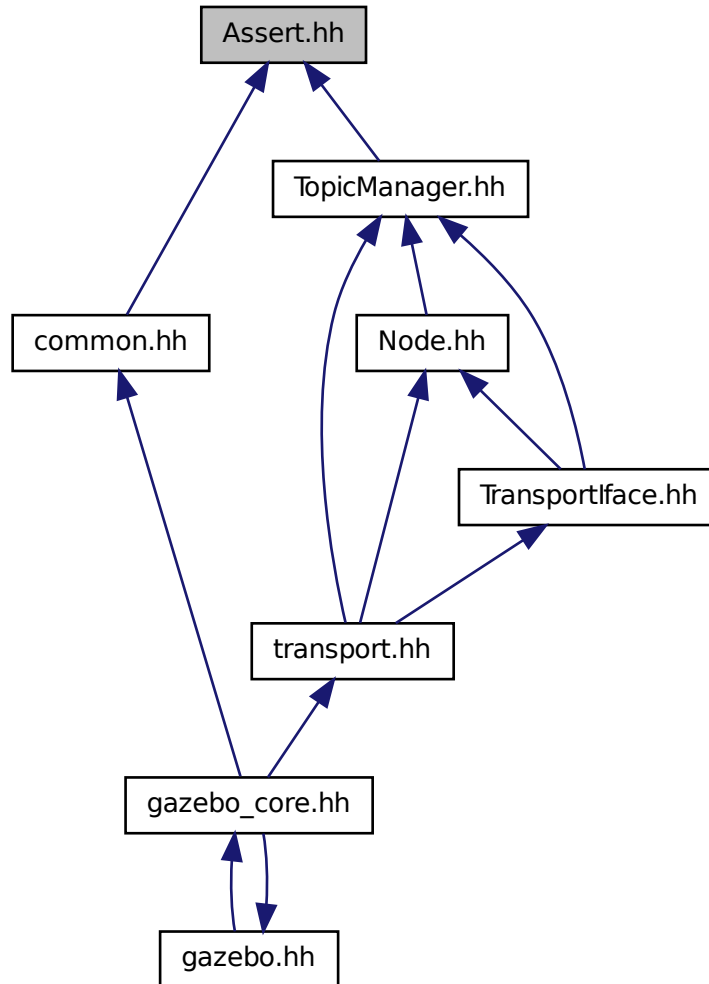 Assert.hh
TopicManager.hh
common.hh
Node.hh
TransportIface.hh
transport.hh
gazebo_core.hh
gazebo.hh